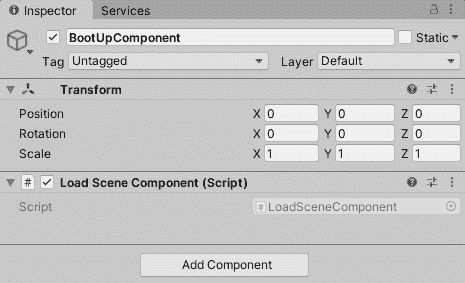 Inspector Services
BootUpComponent Static
Tag Untagged Layer Default
Transform
Position X 0 Y 0 Z 0
Rotation X 0 Y 0 Z 0
Scale X 1 Y 1 Z 1
# Load Scene Component (Script)
Script # LoadSceneComponent
Add Component